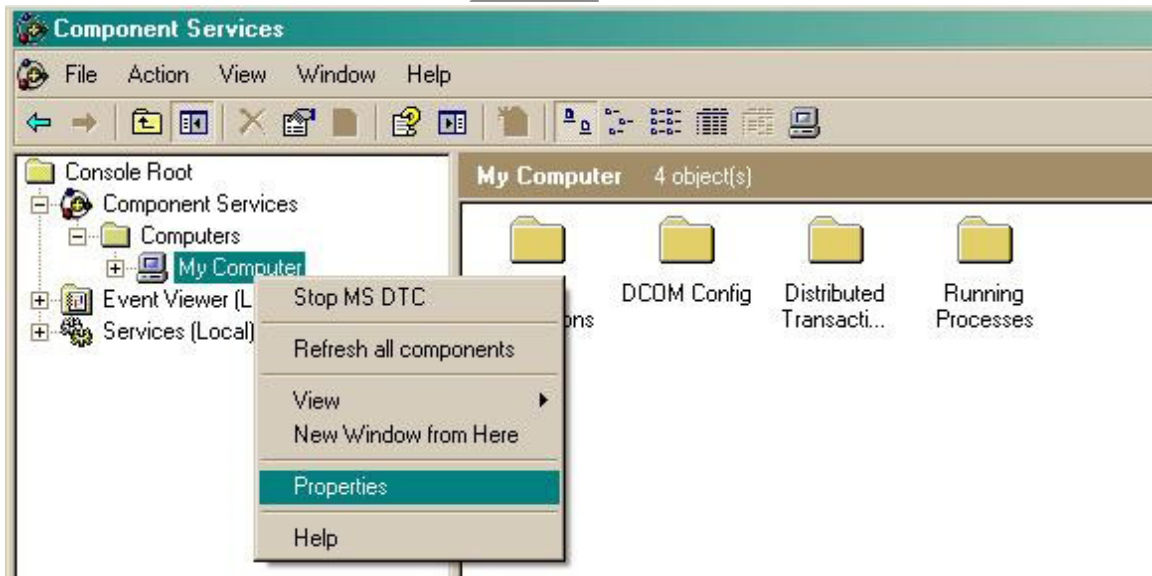 Component Services
File Action View Window Help
Console Root
Component Services
Computers
My Computer
Event Viewer (L
Services (Local)
My Computer 4 object(s)
ons
DCOM Config
Distributed
Transacti...
Running
Processes
Stop MS DTC
Refresh all components
View
New Window from Here
Properties
Help